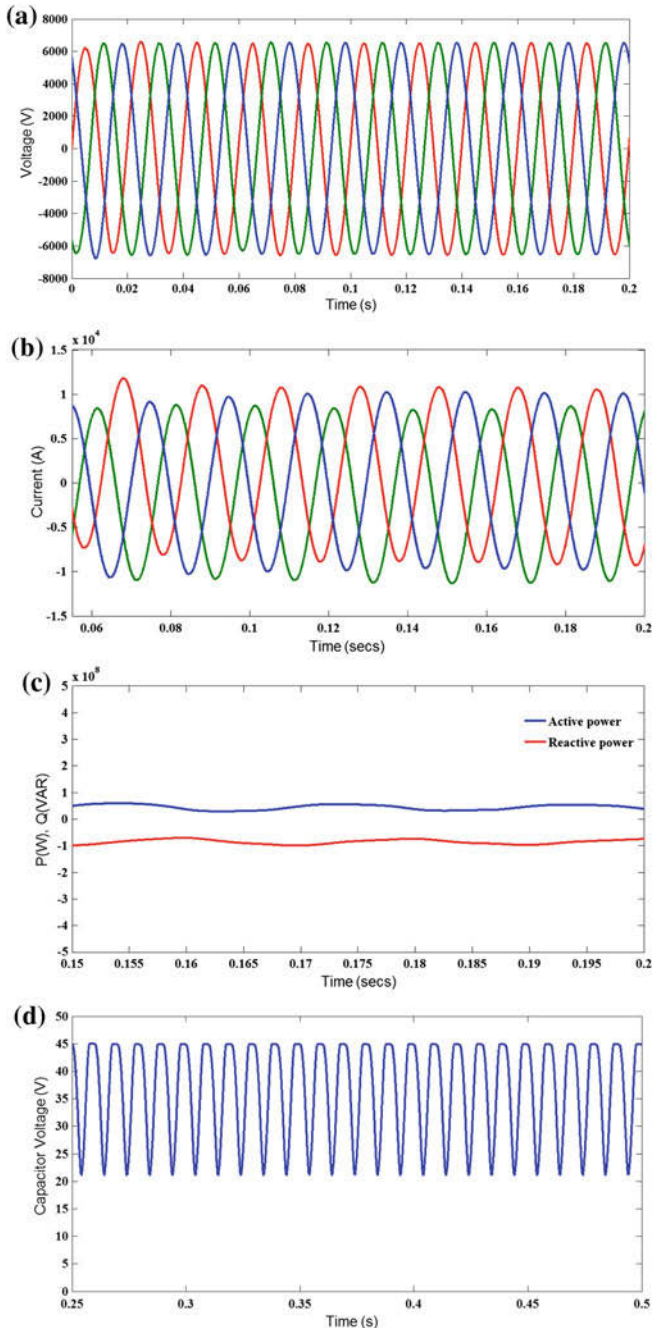 (a)
8000
6000
4000
2000
0
-2000
-4000
-6000
-8000
Voltage (V)
0 0.02 0.04 0.06 0.08 0.1 0.12 0.14 0.16 0.18 0.2
Time (s)
(b)
x 10⁴
1.5
1
0.5
0
-0.5
-1
-1.5
Current (A)
0.06 0.08 0.1 0.12 0.14 0.16 0.18 0.2
Time (secs)
(c)
x 10⁸
5
4
3
2
1
0
-1
-2
-3
-4
-5
P(W), Q(VAR)
Active power
Reactive power
0.15 0.155 0.16 0.165 0.17 0.175 0.18 0.185 0.19 0.195 0.2
Time (secs)
(d)
50
45
40
35
30
25
20
15
10
5
0
Capacitor Voltage (V)
0.25 0.3 0.35 0.4 0.45 0.5
Time (s)